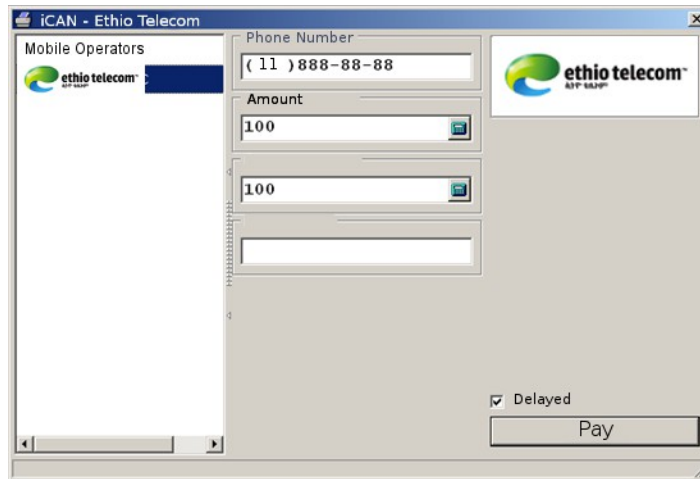 iCAN - Ethio Telecom
Mobile Operators
ethio telecom
Phone Number
( 11 )888-88-88
Amount
100
100
ethio telecom
Delayed
Pay